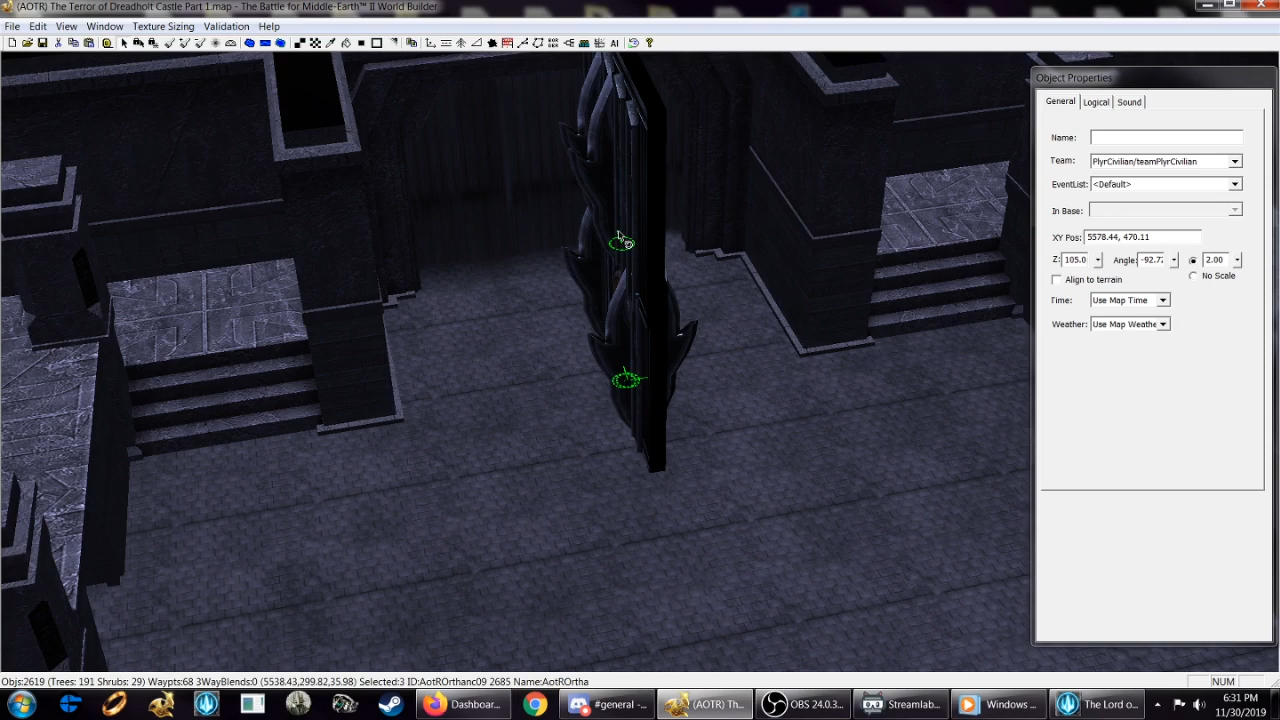 (AOTR) The Terror of Dreadholt Castle Part 1.map - The Battle for Middle-Earth™ II World Builder
File Edit View Window Texture Sizing Validation Help
AI
Object Properties
General Logical Sound
Name:
Team: PlyrCivilian/teamPlyrCivilian
EventList: <Default>
In Base:
XY Pos: 5578.44, 470.11
Z: 105.0 Angle: -92.72 2.00
Align to terrain No Scale
Time: Use Map Time
Weather: Use Map Weathe
Objs:2619 (Trees: 191 Shrubs: 29) Waypts:68 3WayBlends:0 (5538.43,299.82,35.98) Selected:3 ID:AotROrthanc09 2685 Name:AotROrtha
NUM
Dashboar... #general -... (AOTR) Th... OBS 24.0.3... Streamlab... Windows ... The Lord o...
6:31 PM
11/30/2019